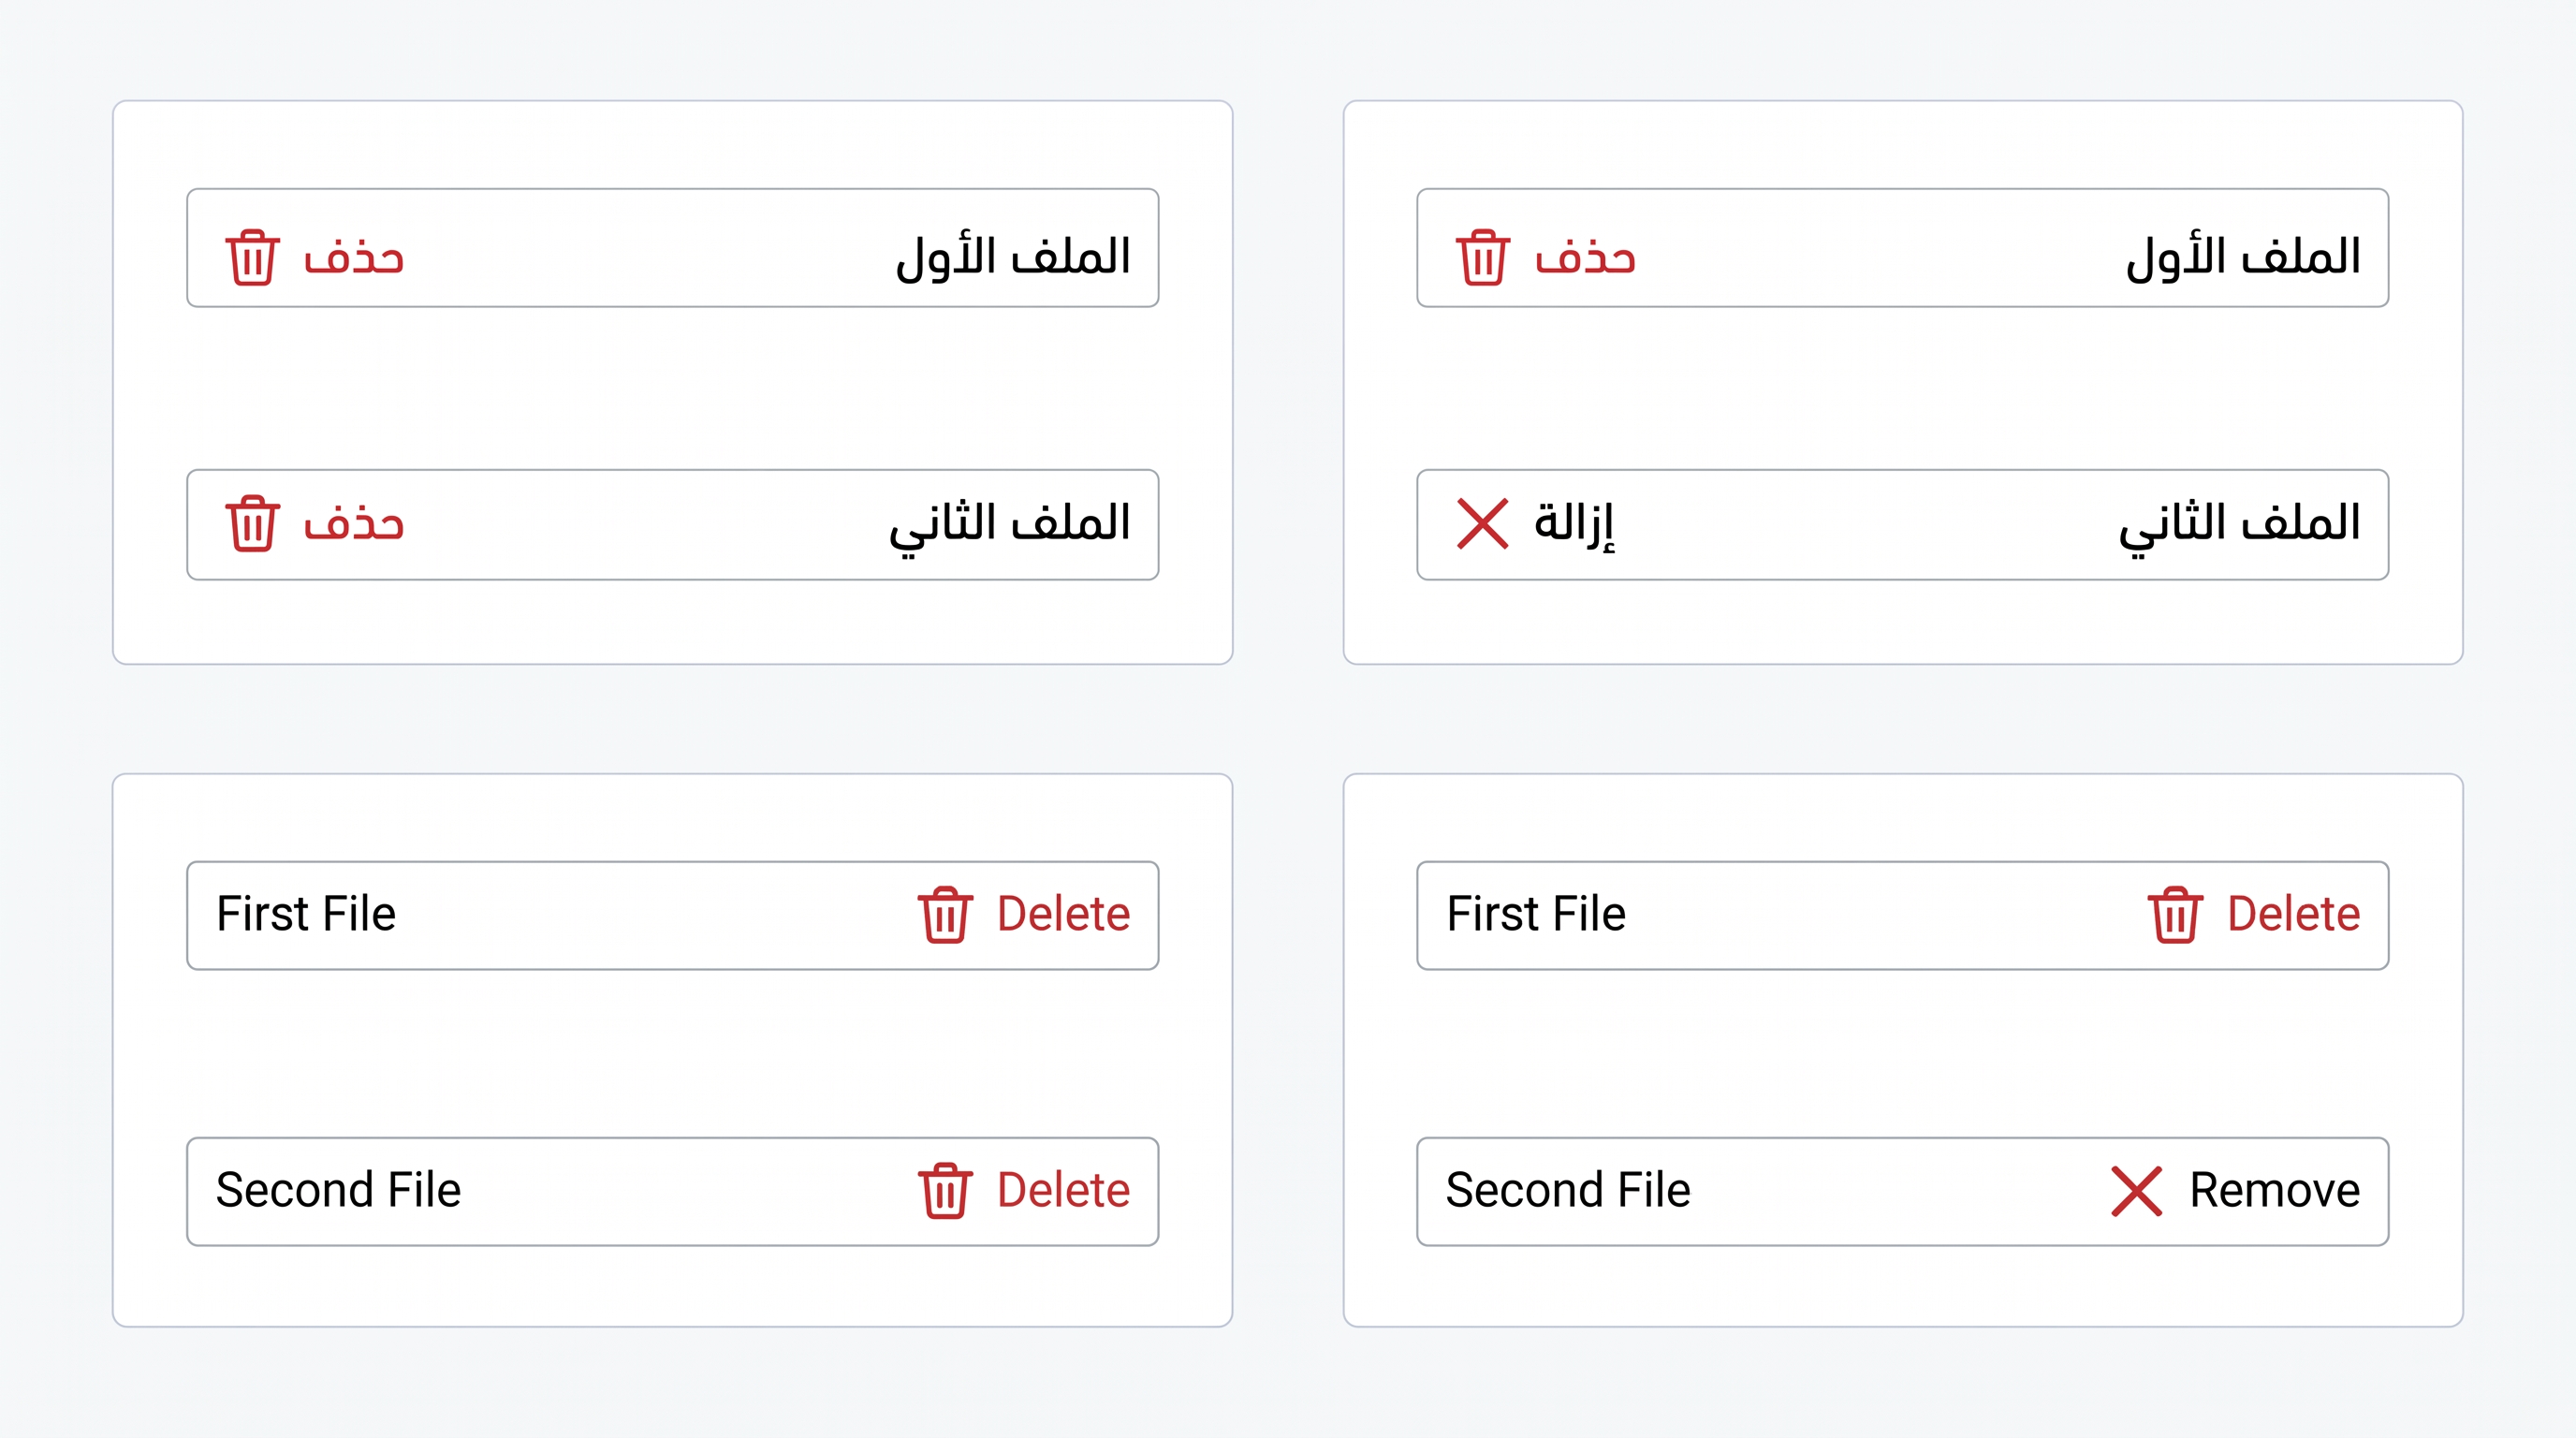 الملف الأول حذف
الملف الثاني حذف
الملف الأول حذف
الملف الثاني إزالة
First File Delete
Second File Delete
First File Delete
Second File Remove